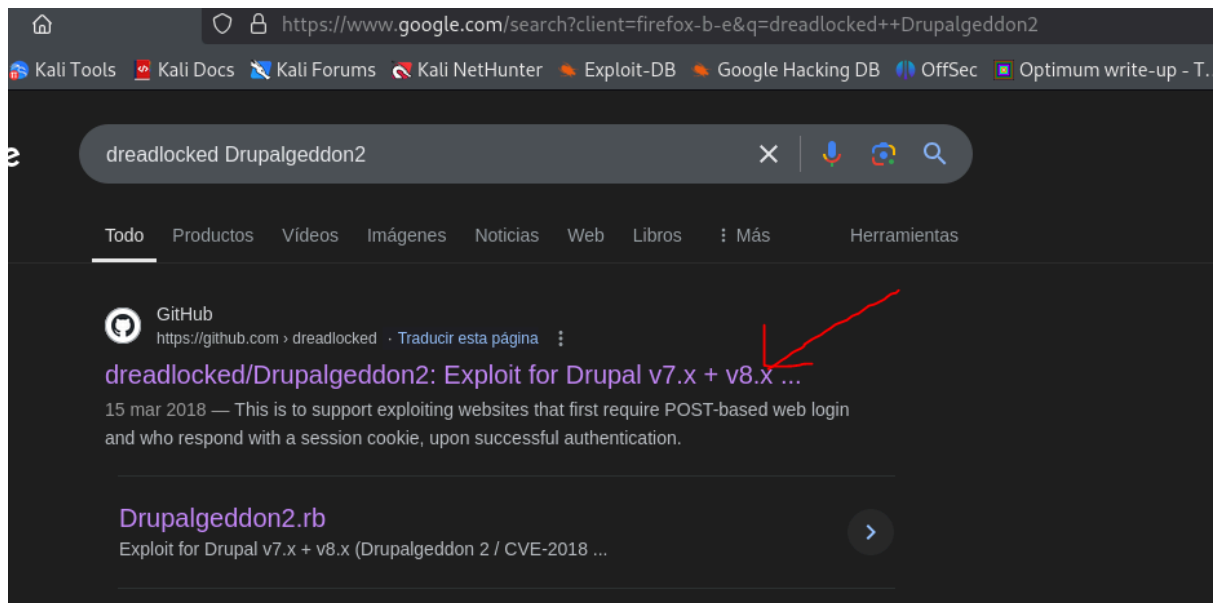 https://www.google.com/search?client=firefox-b-e&q=dreadlocked++Drupalgeddon2
Kali Tools Kali Docs Kali Forums Kali NetHunter Exploit-DB Google Hacking DB OffSec Optimum write-up - T.
e dreadlocked Drupalgeddon2
Todo Productos Vídeos Imágenes Noticias Web Libros Más Herramientas
GitHub
https://github.com › dreadlocked · Traducir esta página
dreadlocked/Drupalgeddon2: Exploit for Drupal v7.x + v8.x ...
15 mar 2018 — This is to support exploiting websites that first require POST-based web login
and who respond with a session cookie, upon successful authentication.
Drupalgeddon2.rb
Exploit for Drupal v7.x + v8.x (Drupalgeddon 2 / CVE-2018 ...